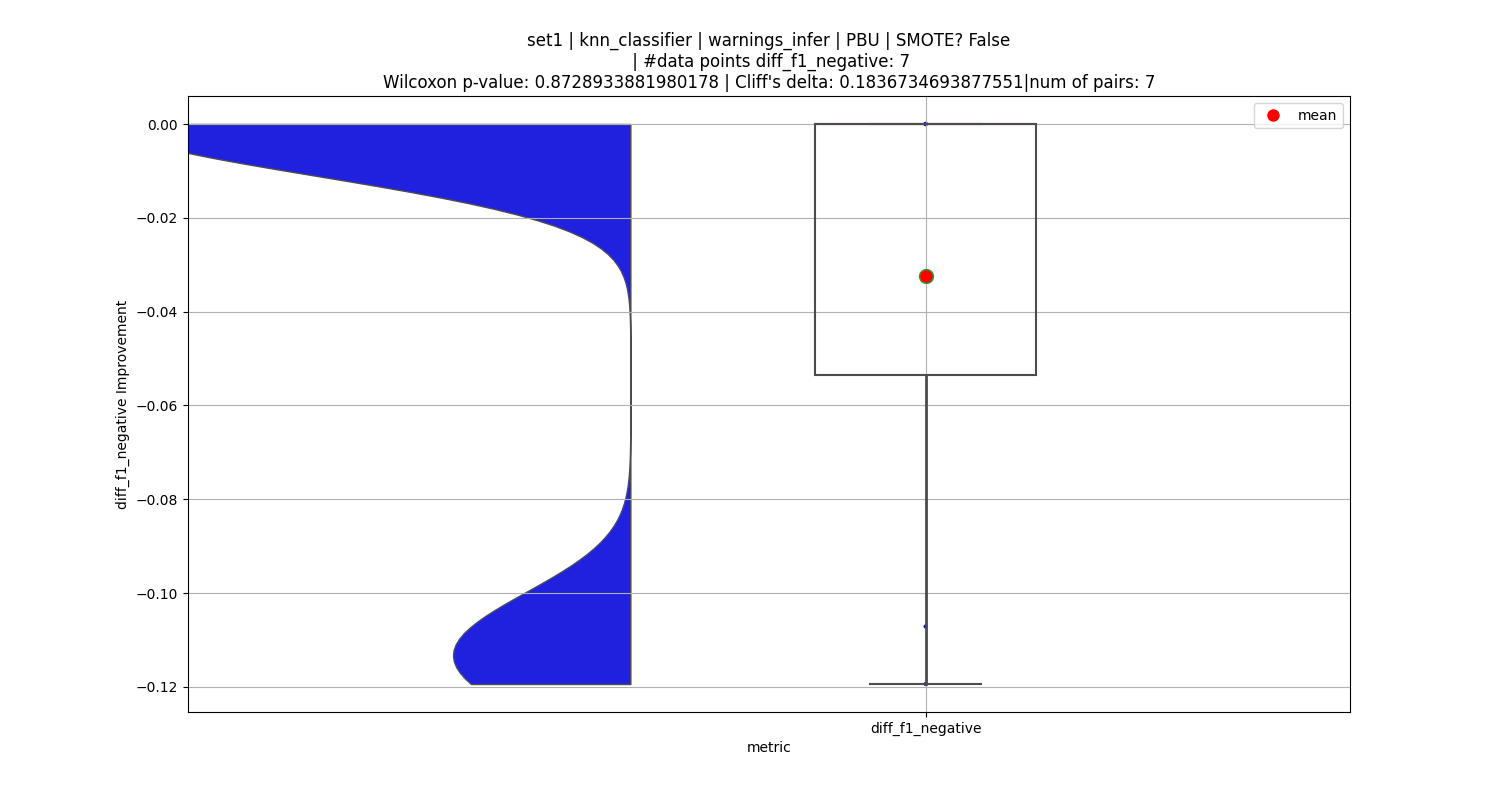 set1 | knn_classifier | warnings_infer | PBU | SMOTE? False
| #data points diff_f1_negative: 7
Wilcoxon p-value: 0.8728933881980178 | Cliff's delta: 0.1836734693877551|num of pairs: 7
mean
0.00
−0.02
−0.04
−0.06
−0.08
−0.10
−0.12
diff_f1_negative Improvement
diff_f1_negative
metric